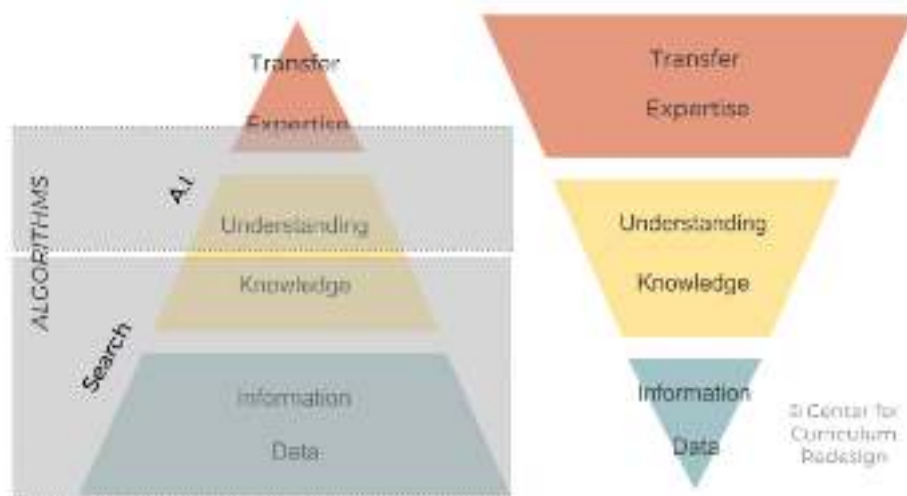 Transfer
Expertise
A.I.
Understanding
Knowledge
ALGORITHMS
Search
Information
Data
Transfer
Expertise
Understanding
Knowledge
Information
Data
© Center for
Curriculum
Redesign